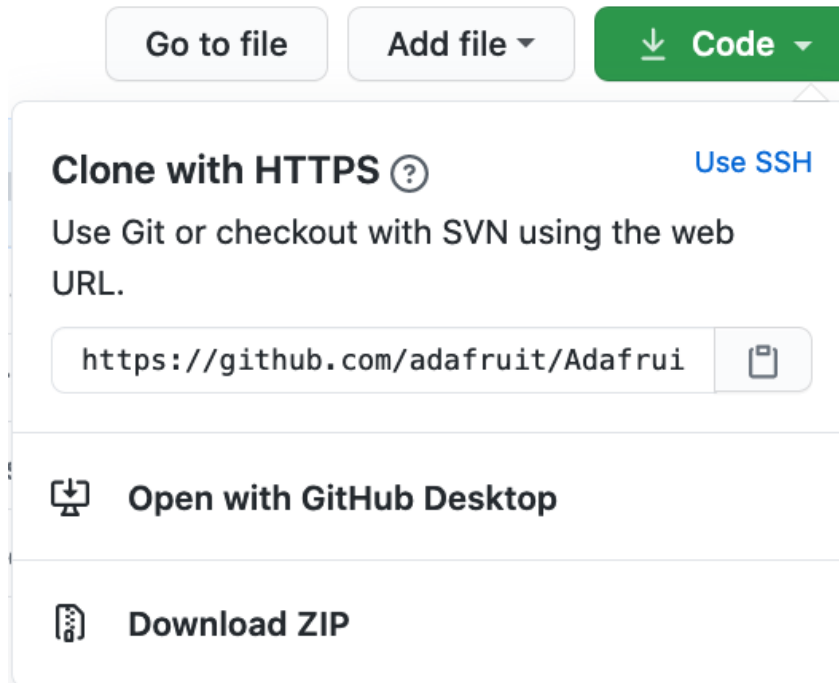 Go to file Add file Code
Clone with HTTPS Use SSH
Use Git or checkout with SVN using the web
URL.
https://github.com/adafruit/Adafrui
Open with GitHub Desktop
Download ZIP